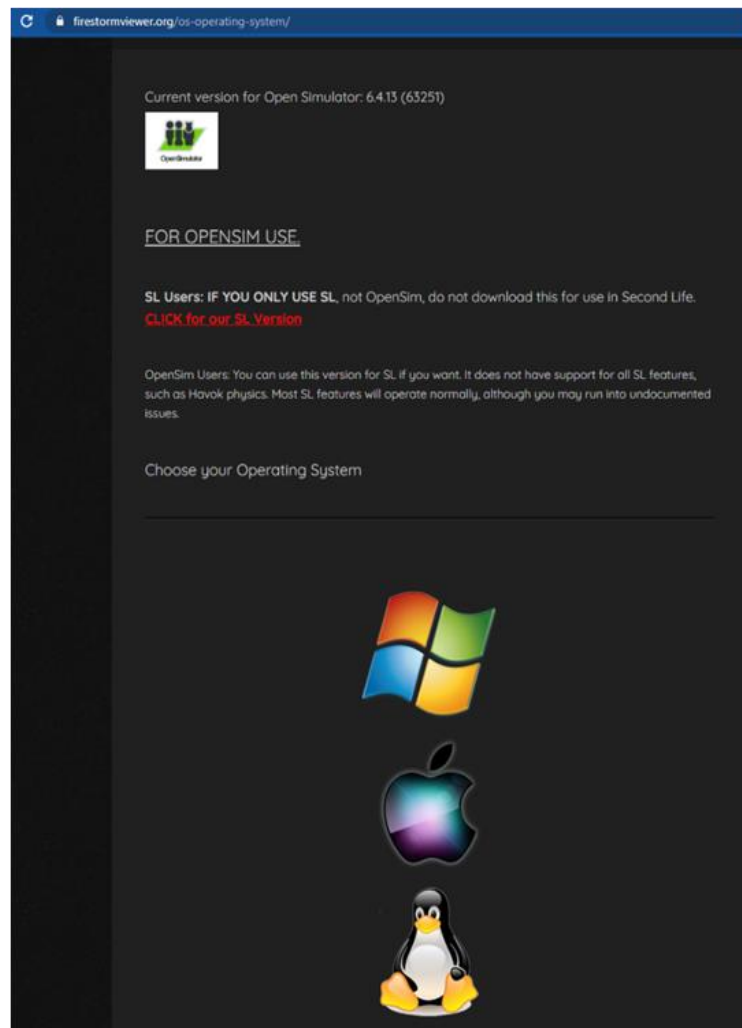 firestormviewer.org/os-operating-system/
Current version for Open Simulator: 6.4.13 (63251)
OpenSimulator
FOR OPENSIM USE.
SL Users: IF YOU ONLY USE SL, not OpenSim, do not download this for use in Second Life.
CLICK for our SL Version
OpenSim Users: You can use this version for SL if you want. It does not have support for all SL features,
such as Havok physics. Most SL features will operate normally, although you may run into undocumented
issues.
Choose your Operating System